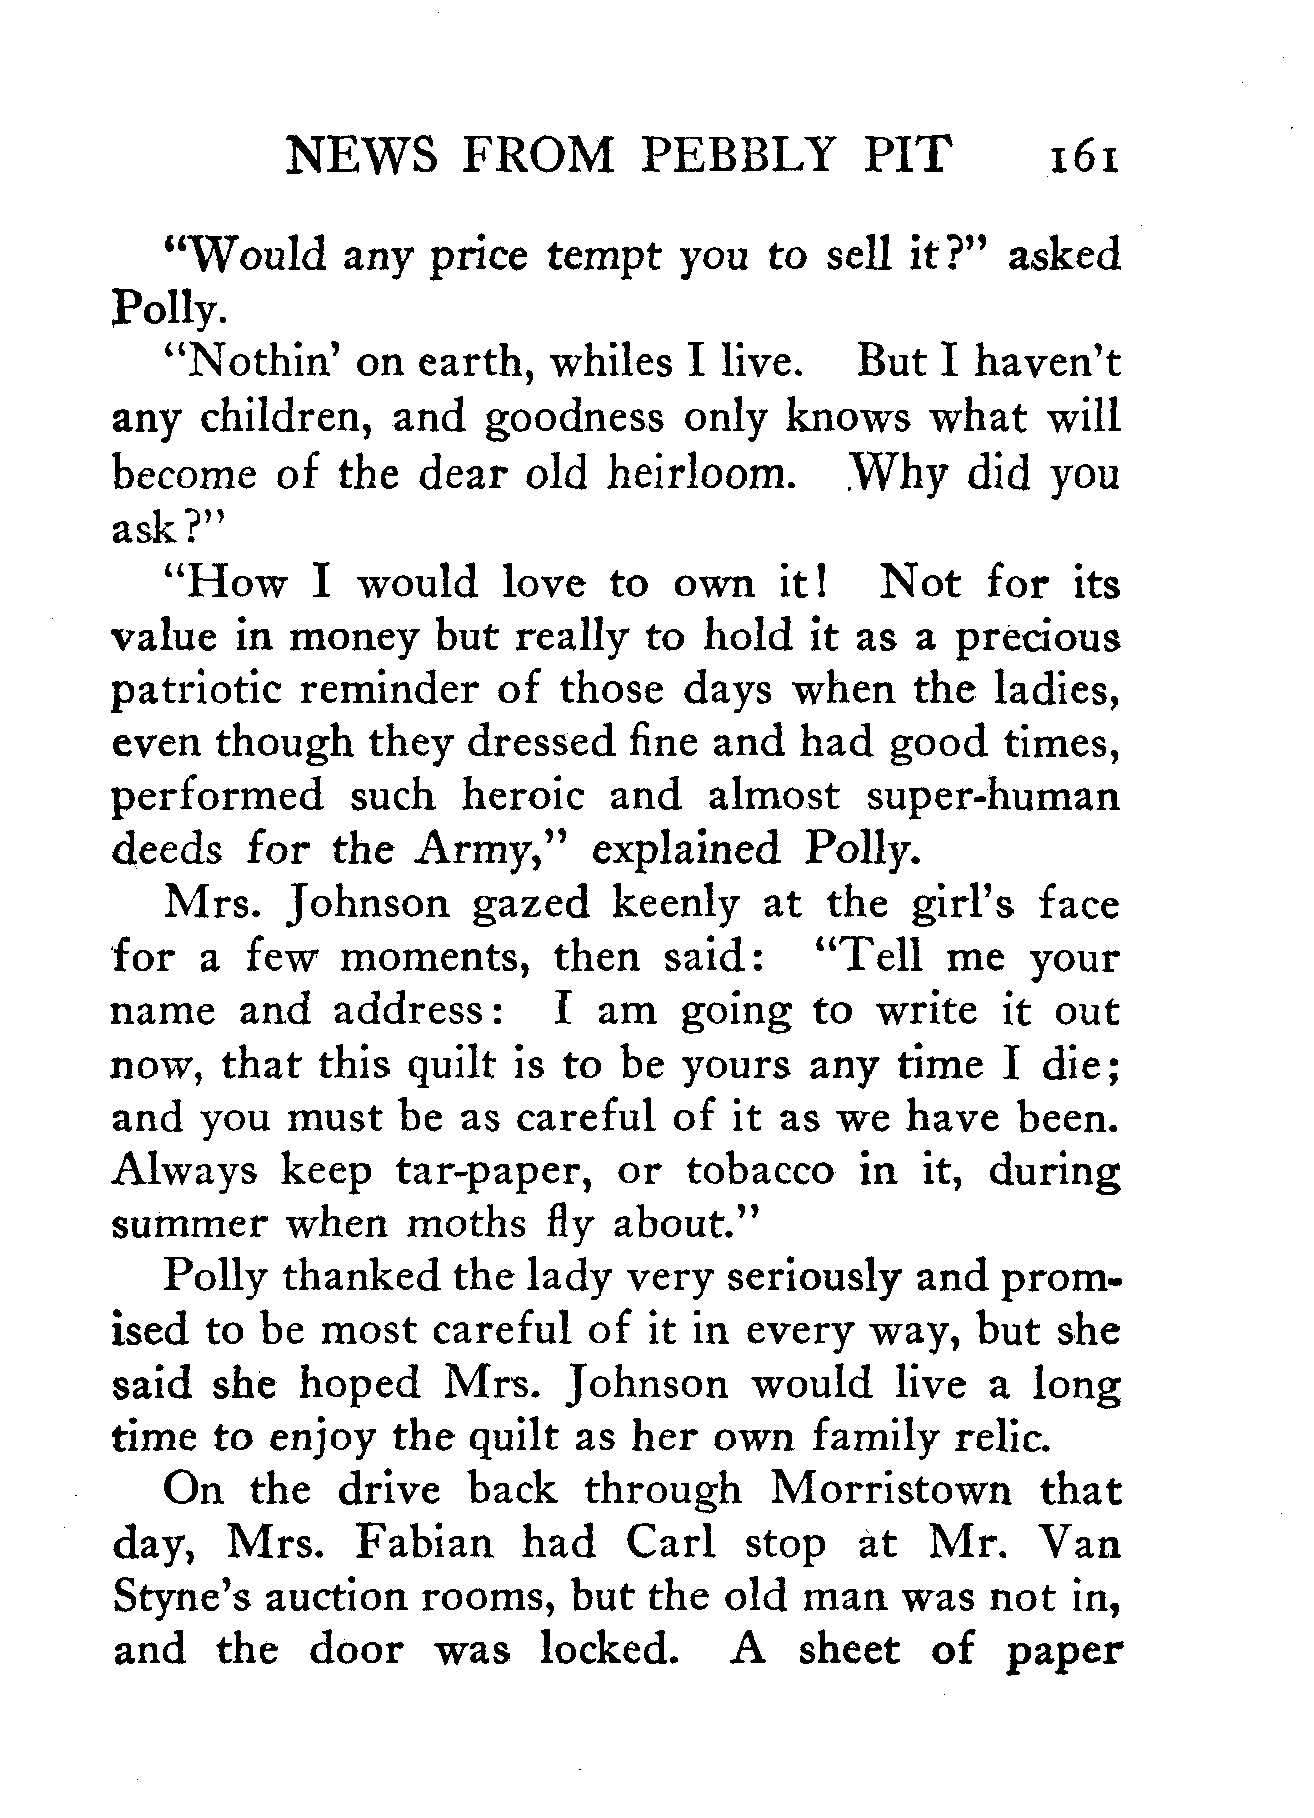 NEWS FROM PEBBLY PIT 161
“Would any price tempt you to sell it?” asked
Polly.
“Nothin’ on earth, whiles I live. But I haven’t
any children, and goodness only knows what will
become of the dear old heirloom. Why did you
ask?”
“How I would love to own it! Not for its
value in money but really to hold it as a precious
patriotic reminder of those days when the ladies,
even though they dressed fine and had good times,
performed such heroic and almost super-human
deeds for the Army,” explained Polly.
Mrs. Johnson gazed keenly at the girl’s face
for a few moments, then said: “Tell me your
name and address: I am going to write it out
now, that this quilt is to be yours any time I die;
and you must be as careful of it as we have been.
Always keep tar-paper, or tobacco in it, during
summer when moths fly about.”
Polly thanked the lady very seriously and prom-
ised to be most careful of it in every way, but she
said she hoped Mrs. Johnson would live a long
time to enjoy the quilt as her own family relic.
On the drive back through Morristown that
day, Mrs. Fabian had Carl stop at Mr. Van
Styne’s auction rooms, but the old man was not in,
and the door was locked. A sheet of paper